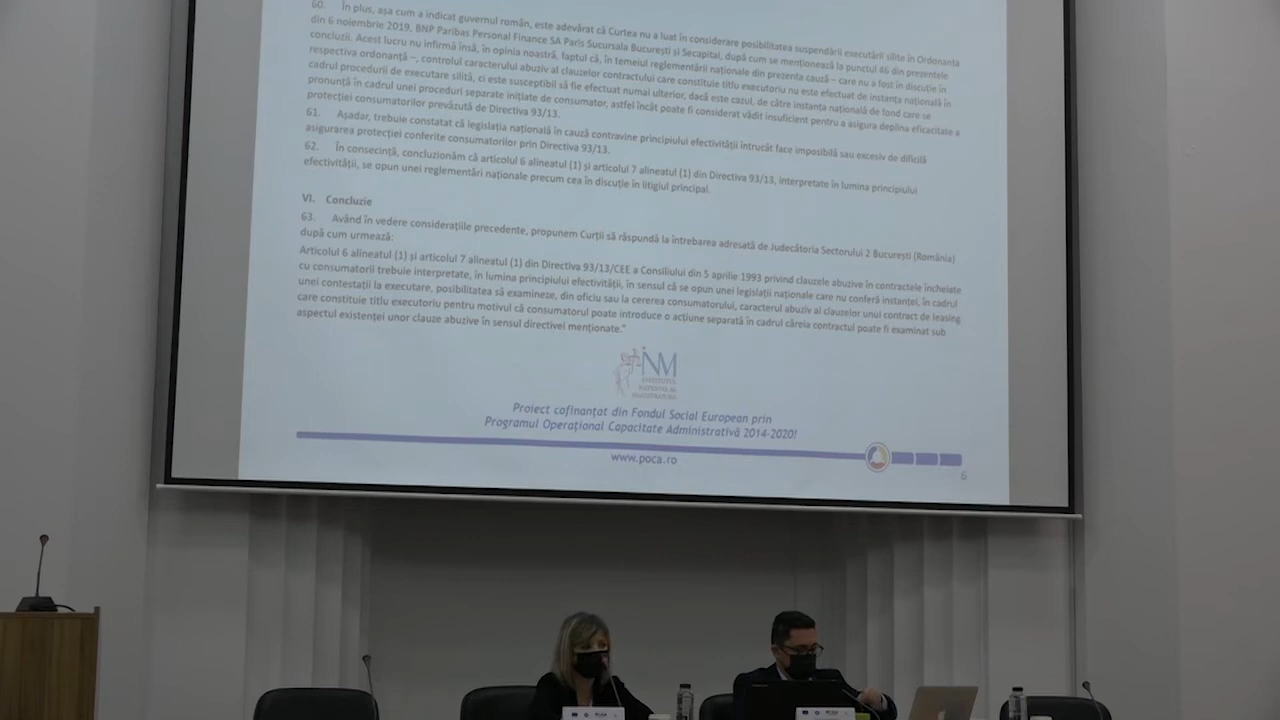 60. În plus, așa cum a indicat guvernul român, este adevărat că Curtea nu a luat în considerare posibilitatea suspendării executării silite în Ordonanța
din 6 noiembrie 2019, BNP Paribas Personal Finance SA Paris Sucursala București și Secapital, după cum se menționează la punctul 46 din prezentele
concluzii. Acest lucru nu infirmă însă, în opinia noastră, faptul că, în temeiul reglementării naționale din prezenta cauză – care nu a fost în discuție în
respectiva ordonanță –, controlul caracterului abuziv al clauzelor contractului care constituie titlu executoriu nu este efectuat de instanța națională în
cadrul procedurii de executare silită, ci este susceptibil să fie efectuat numai ulterior, dacă este cazul, de către instanța națională de fond care se
pronunță în cadrul unei proceduri separate inițiate de consumator, astfel încât poate fi considerat vădit insuficient pentru a asigura deplina eficacitate a
protecției consumatorilor prevăzută de Directiva 93/13.
61. Așadar, trebuie constatat că legislația națională în cauză contravine principiului efectivității întrucât face imposibilă sau excesiv de dificilă
asigurarea protecției conferite consumatorilor prin Directiva 93/13.
62. În consecință, concluzionăm că articolul 6 alineatul (1) și articolul 7 alineatul (1) din Directiva 93/13, interpretate în lumina principiului
efectivității, se opun unei reglementări naționale precum cea în discuție în litigiul principal.
VI. Concluzie
63. Având în vedere considerațiile precedente, propunem Curții să răspundă la întrebarea adresată de Judecătoria Sectorului 2 București (România)
după cum urmează:
Articolul 6 alineatul (1) și articolul 7 alineatul (1) din Directiva 93/13/CEE a Consiliului din 5 aprilie 1993 privind clauzele abuzive în contractele încheiate
cu consumatorii trebuie interpretate, în lumina principiului efectivității, în sensul că se opun unei legislații naționale care nu conferă instanței, în cadrul
unei contestații la executare, posibilitatea să examineze, din oficiu sau la cererea consumatorului, caracterul abuziv al clauzelor unui contract de leasing
care constituie titlu executoriu pentru motivul că consumatorul poate introduce o acțiune separată în cadrul căreia contractul poate fi examinat sub
aspectul existenței unor clauze abuzive în sensul directivei menționate."
INM
INSTITUTUL
NAȚIONAL AL
MAGISTRATURII
Proiect cofinanțat din Fondul Social European prin
Programul Operațional Capacitate Administrativă 2014-2020!
www.poca.ro
6